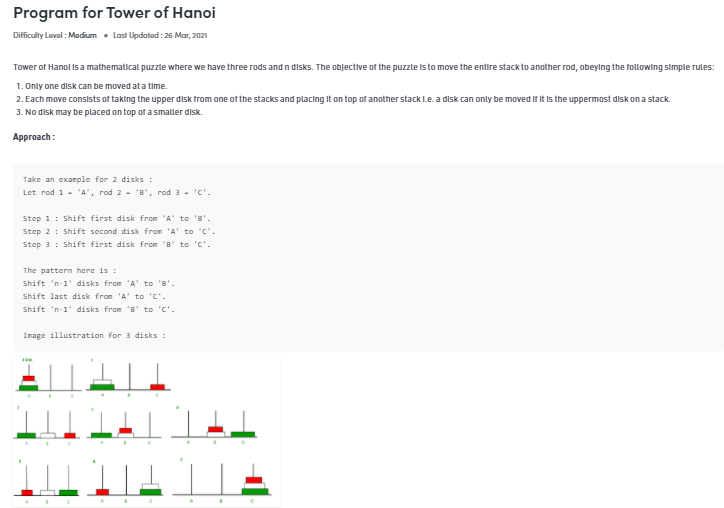 Program for Tower of Hanoi
Difficulty Level : Medium • Last Updated : 26 Mar, 2021
Tower of Hanoi is a mathematical puzzle where we have three rods and n disks. The objective of the puzzle is to move the entire stack to another rod, obeying the following simple rules:
1. Only one disk can be moved at a time.
2. Each move consists of taking the upper disk from one of the stacks and placing it on top of another stack i.e. a disk can only be moved if it is the uppermost disk on a stack.
3. No disk may be placed on top of a smaller disk.
Approach :
Take an example for 2 disks :
Let rod 1 = 'A', rod 2 = 'B', rod 3 = 'C'.
Step 1 : Shift first disk from 'A' to 'B'.
Step 2 : Shift second disk from 'A' to 'C'.
Step 3 : Shift first disk from 'B' to 'C'.
The pattern here is :
Shift 'n-1' disks from 'A' to 'B'.
Shift last disk from 'A' to 'C'.
Shift 'n-1' disks from 'B' to 'C'.
Image illustration for 3 disks :